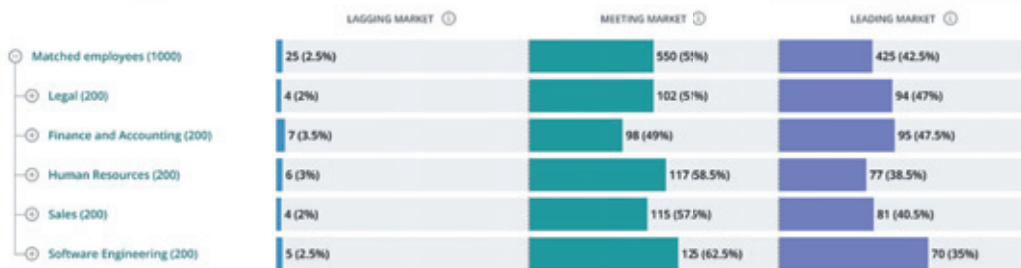 LAGGING MARKET MEETING MARKET LEADING MARKET
Matched employees (1000) 25 (2.5%) 550 (5!%) 425 (42.5%)
Legal (200) 4 (2%) 102 (5!%) 94 (47%)
Finance and Accounting (200) 7 (3.5%) 98 (49%) 95 (47.5%)
Human Resources (200) 6 (3%) 117 (58.5%) 77 (38.5%)
Sales (200) 4 (2%) 115 (57.5%) 81 (40.5%)
Software Engineering (200) 5 (2.5%) 125 (62.5%) 70 (35%)